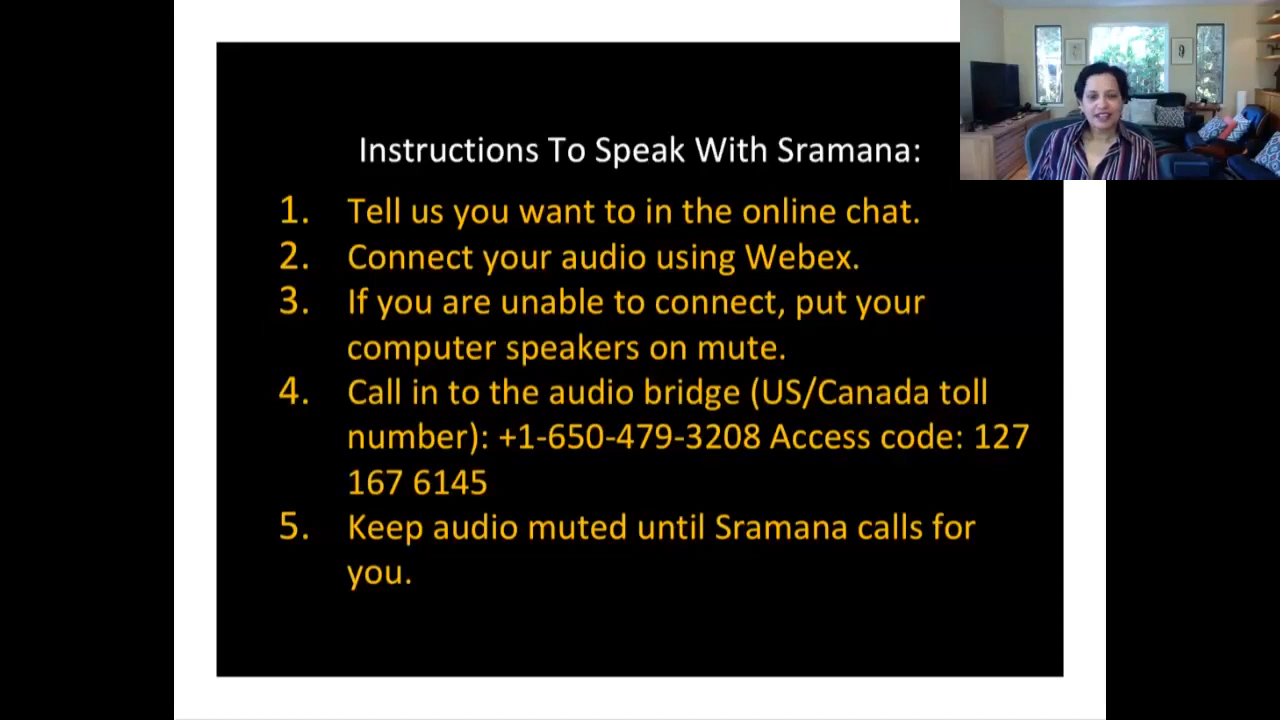 Instructions To Speak With Sramana:
1. Tell us you want to in the online chat.
2. Connect your audio using Webex.
3. If you are unable to connect, put your
computer speakers on mute.
4. Call in to the audio bridge (US/Canada toll
number): +1-650-479-3208 Access code: 127
167 6145
5. Keep audio muted until Sramana calls for
you.